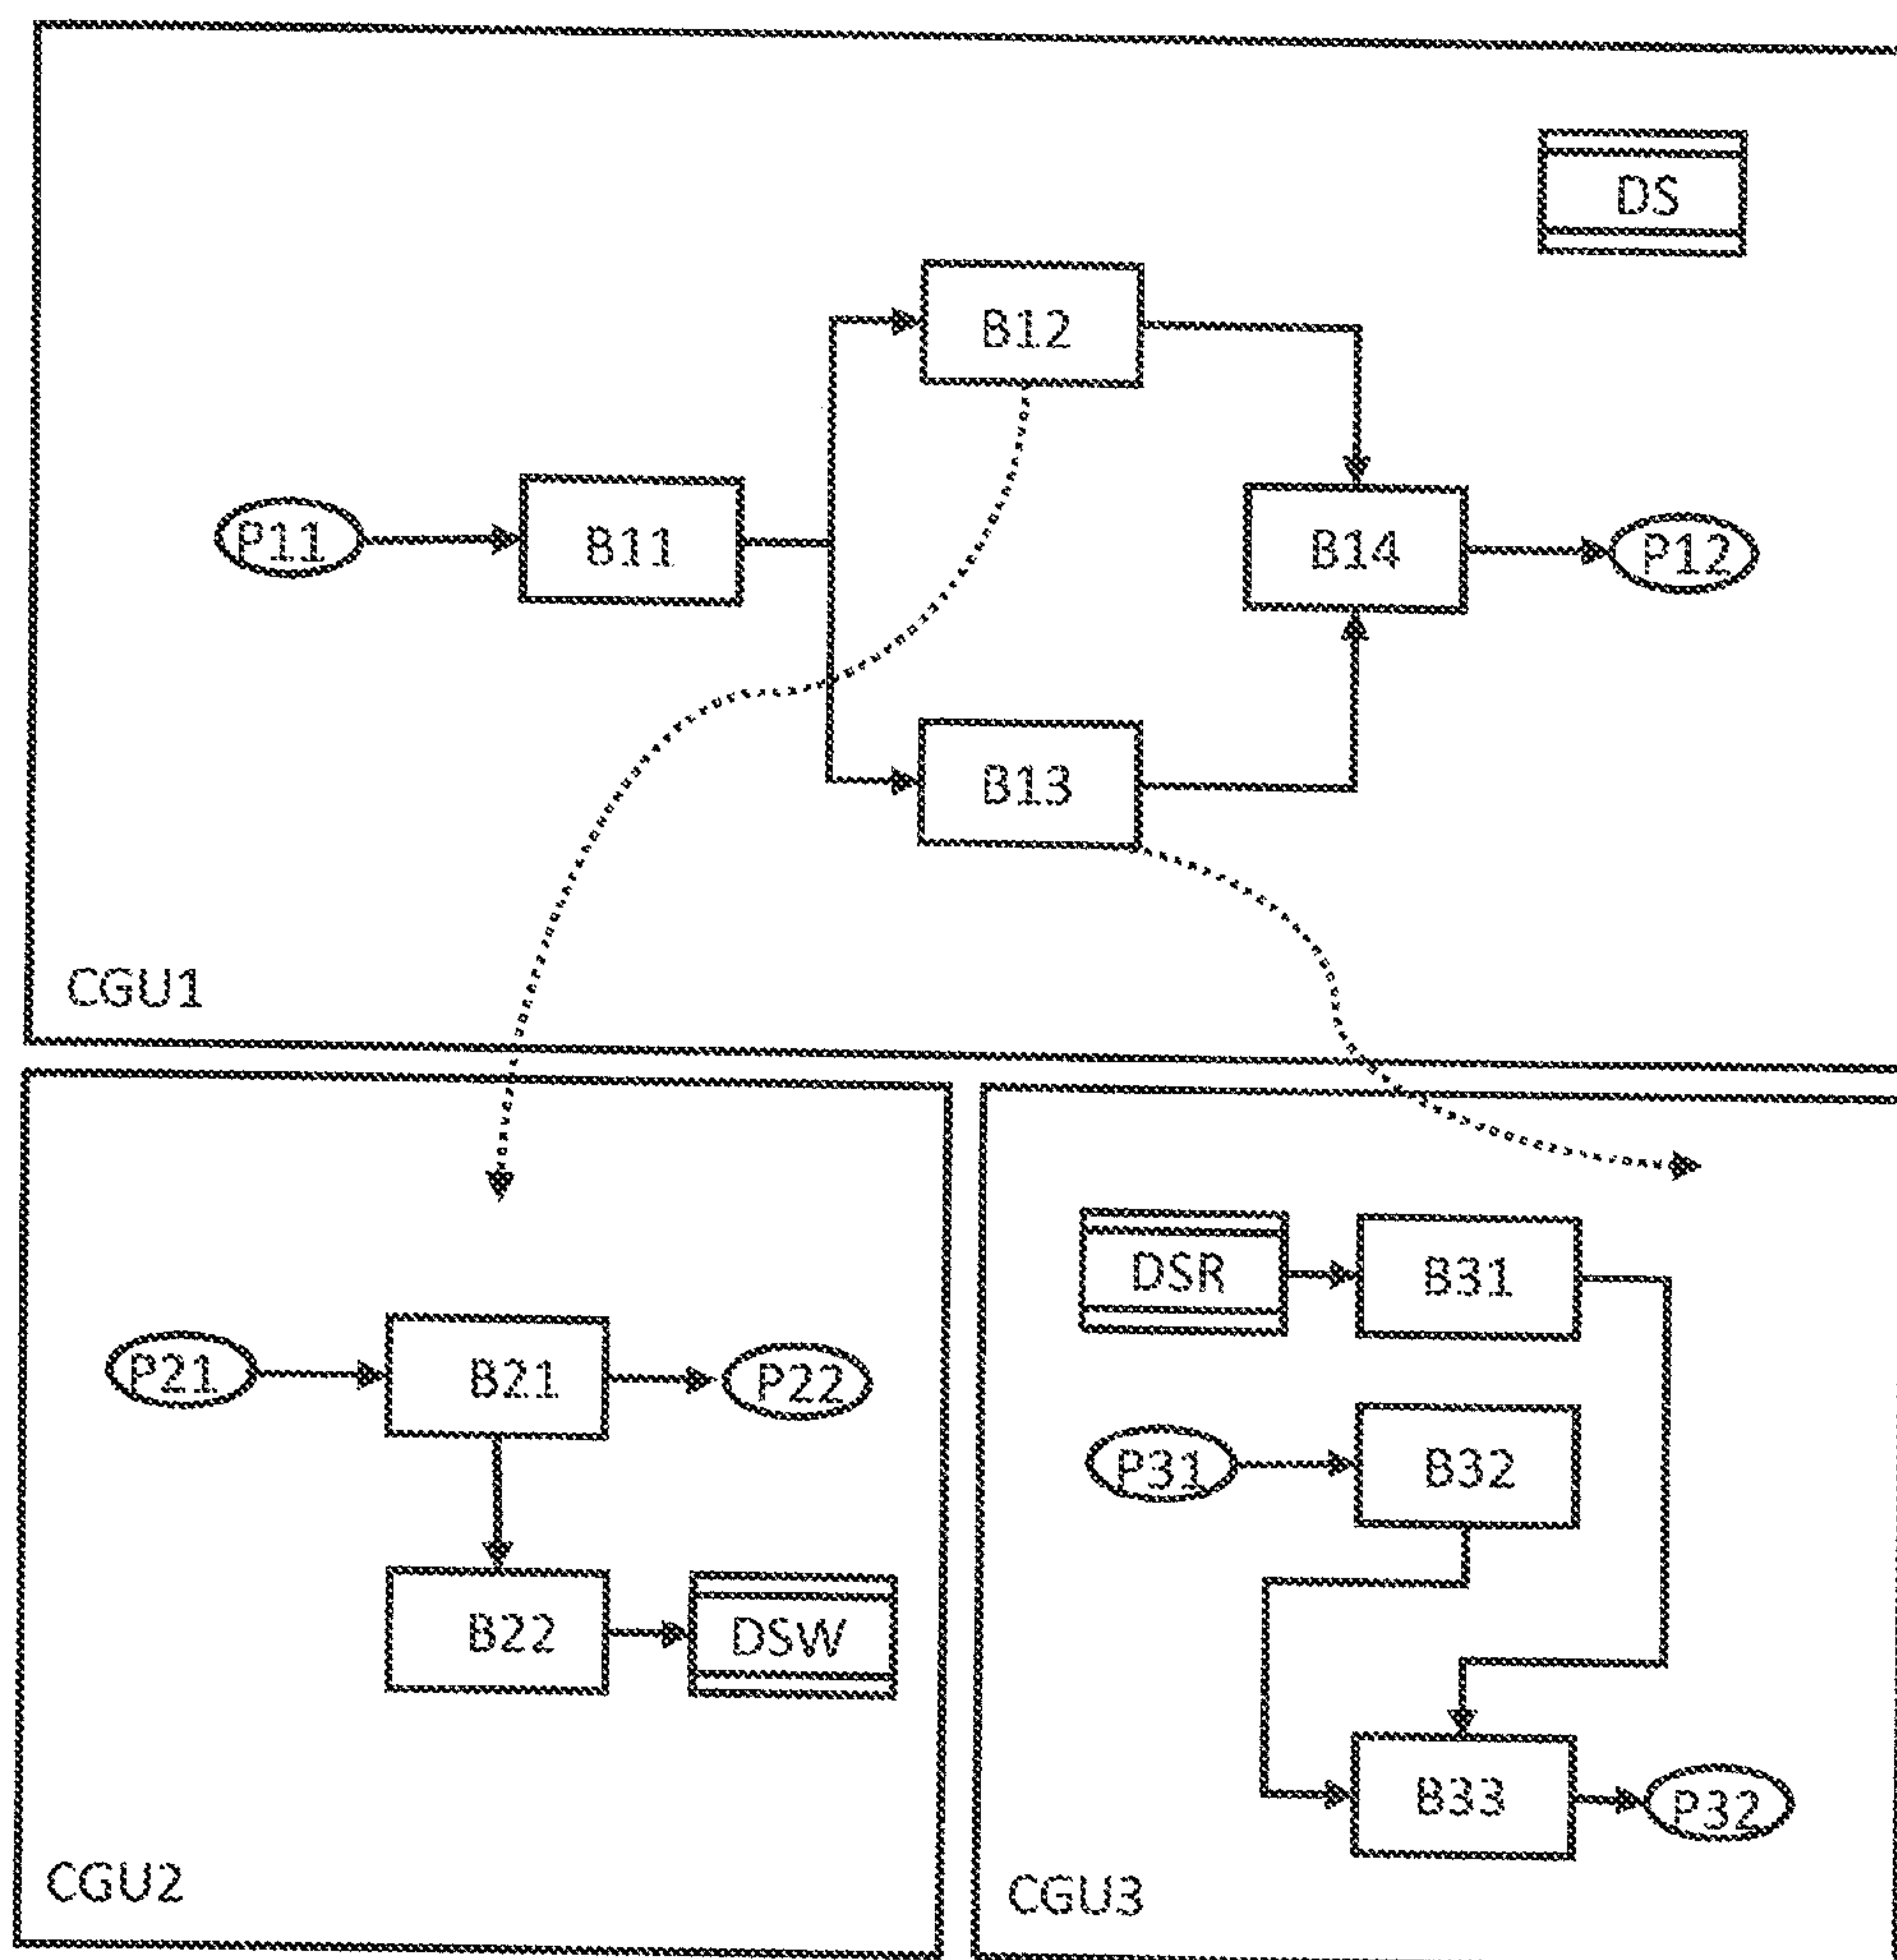 DS
B12
P11
B11
B14
P12
B13
CGU1
DSR
B31
P21
B21
P22
P31
B32
B22
DSW
B33
P32
CGU2
CGU3